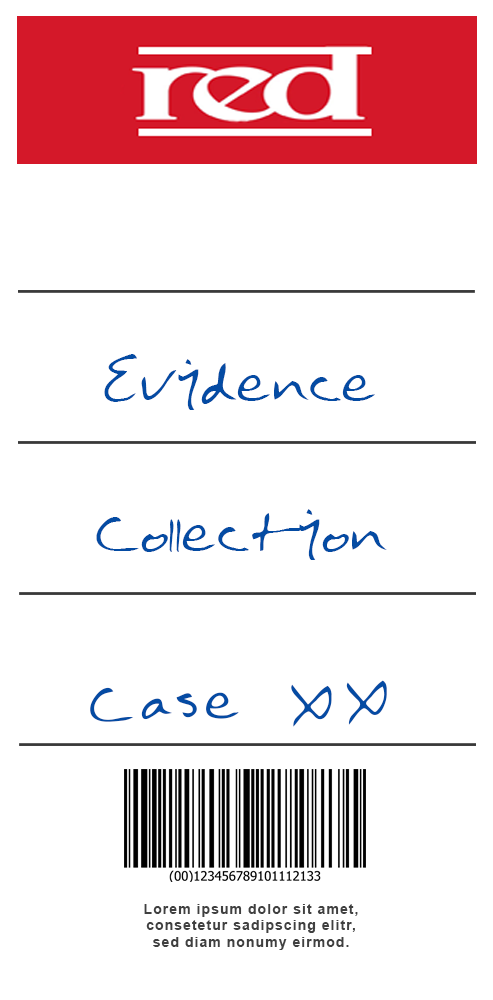 red
Evidence
Collection
Case XX
(00)123456789101112133
Lorem ipsum dolor sit amet,
consetetur sadipscing elitr,
sed diam nonumy eirmod.